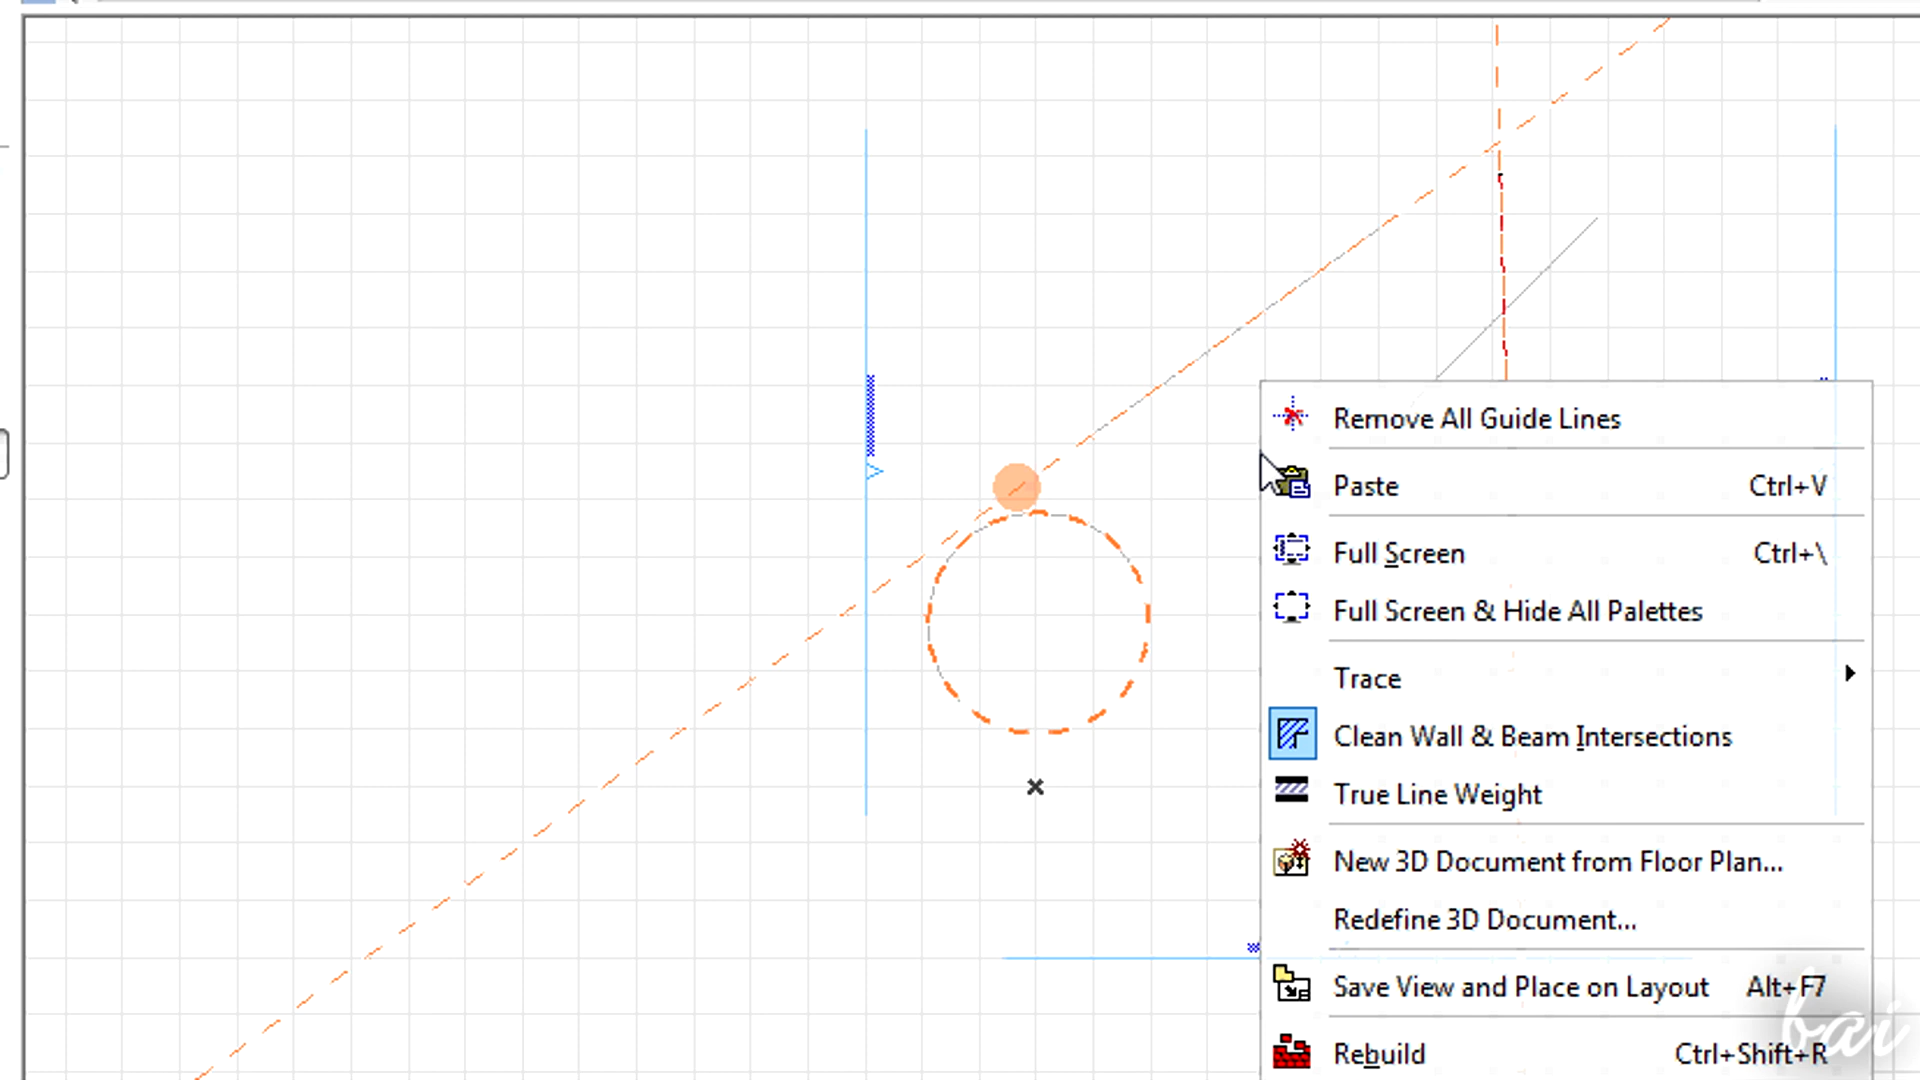 Remove All Guide Lines
Paste Ctrl+V
Full Screen Ctrl+\
Full Screen & Hide All Palettes
Trace
Clean Wall & Beam Intersections
True Line Weight
New 3D Document from Floor Plan...
Redefine 3D Document...
Save View and Place on Layout Alt+F7
Rebuild Ctrl+Shift+R
bai